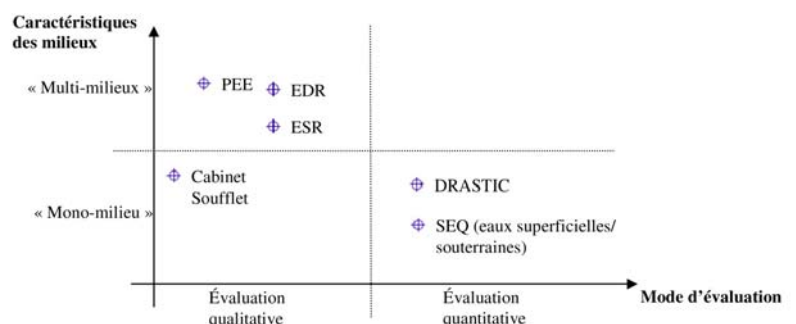 Caractéristiques
des milieux
« Multi-milieux »
PEE
EDR
ESR
Cabinet
Soufflet
DRASTIC
« Mono-milieu »
SEQ (eaux superficielles/
souterraines)
Évaluation
qualitative
Évaluation
quantitative
Mode d'évaluation